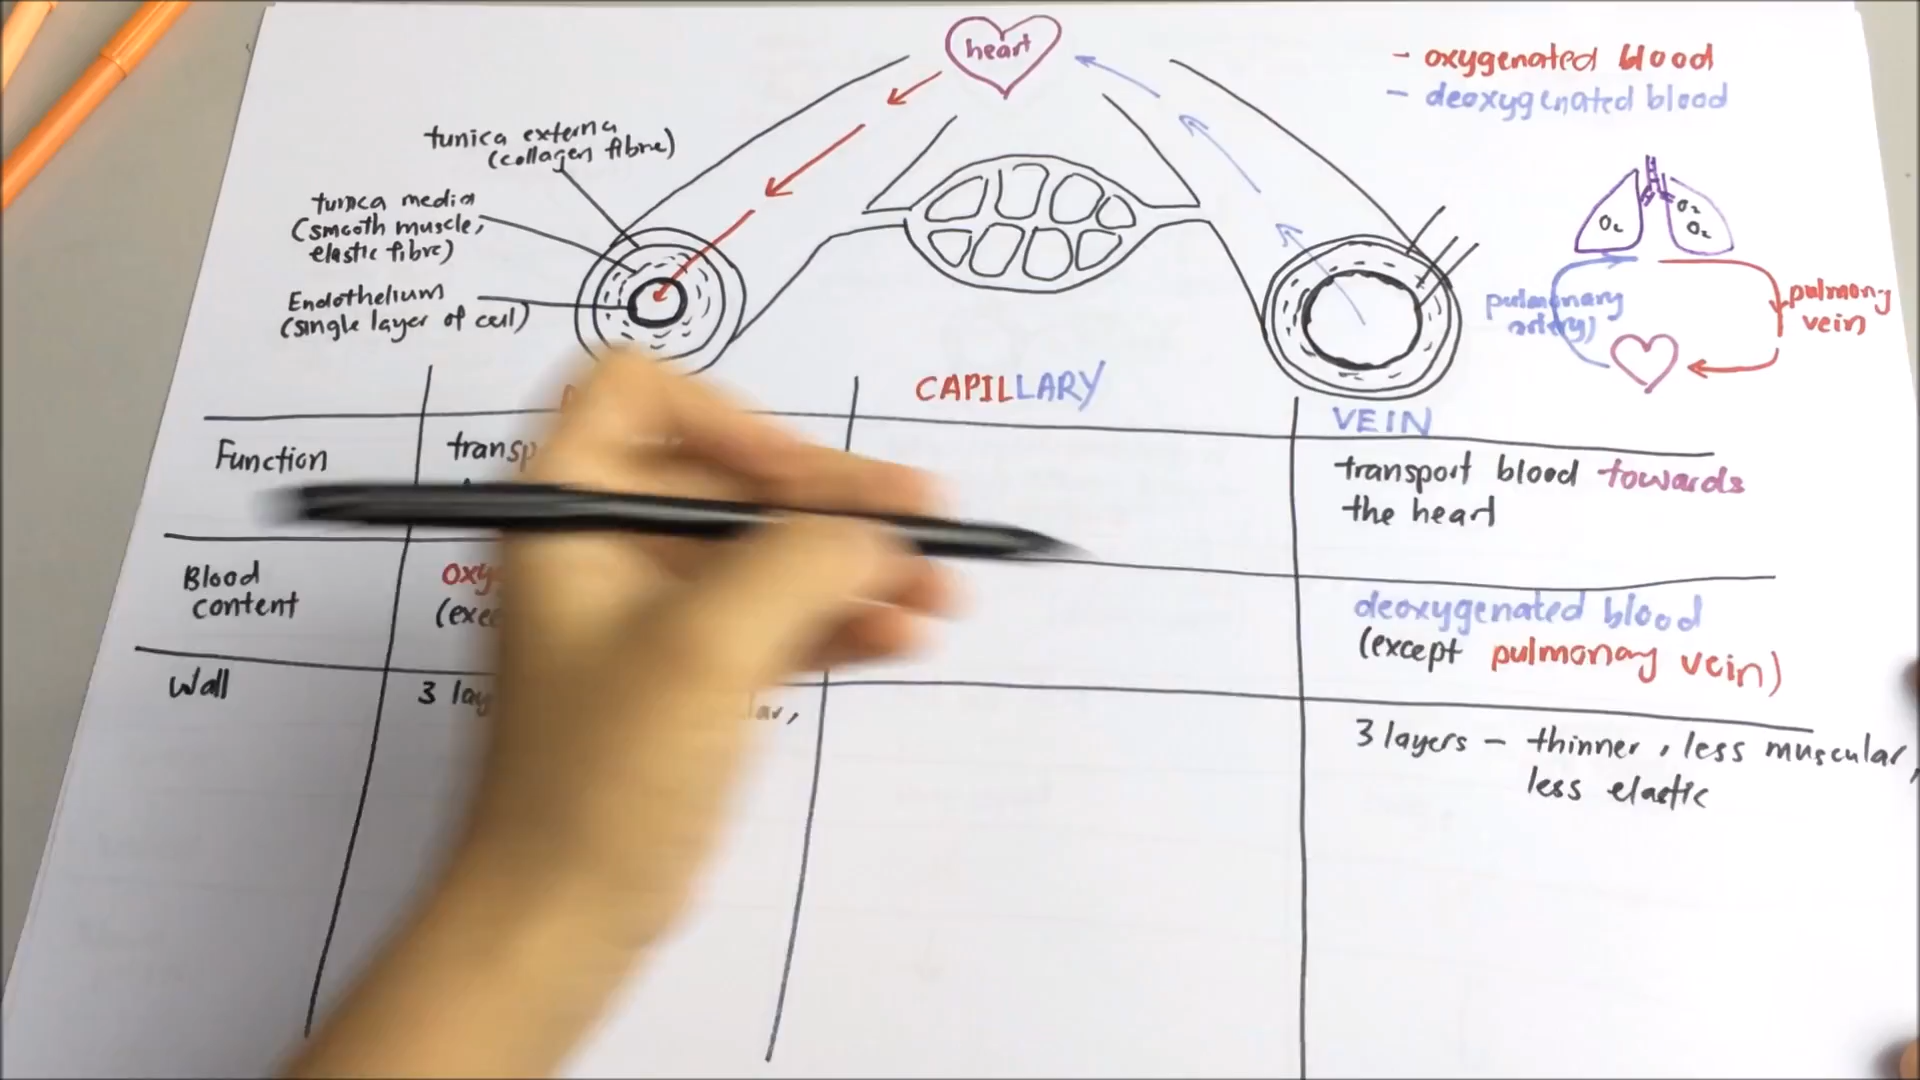 heart
- oxygenated blood
- deoxygenated blood
tunica externa
(collagen fibre)
tunica media
(smooth muscle,
elastic fibre)
Endothelium
(single layer of cell)
O2
O2
O2
pulmonary
artery)
pulmony
vein
CAPILLARY
VEIN
Function
transport blood towards
the heart
Blood
content
deoxygenated blood
(except pulmonary vein)
Wall
3
3 layers - thinner, less muscular,
less elastic